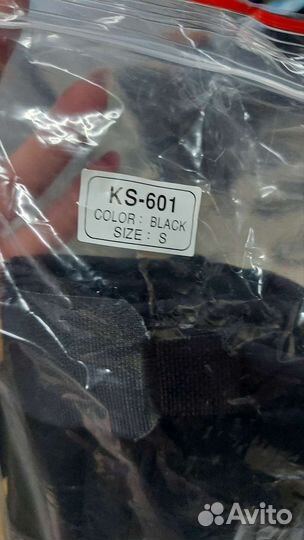 KS-601
COLOR: BLACK
SIZE: S
Avito